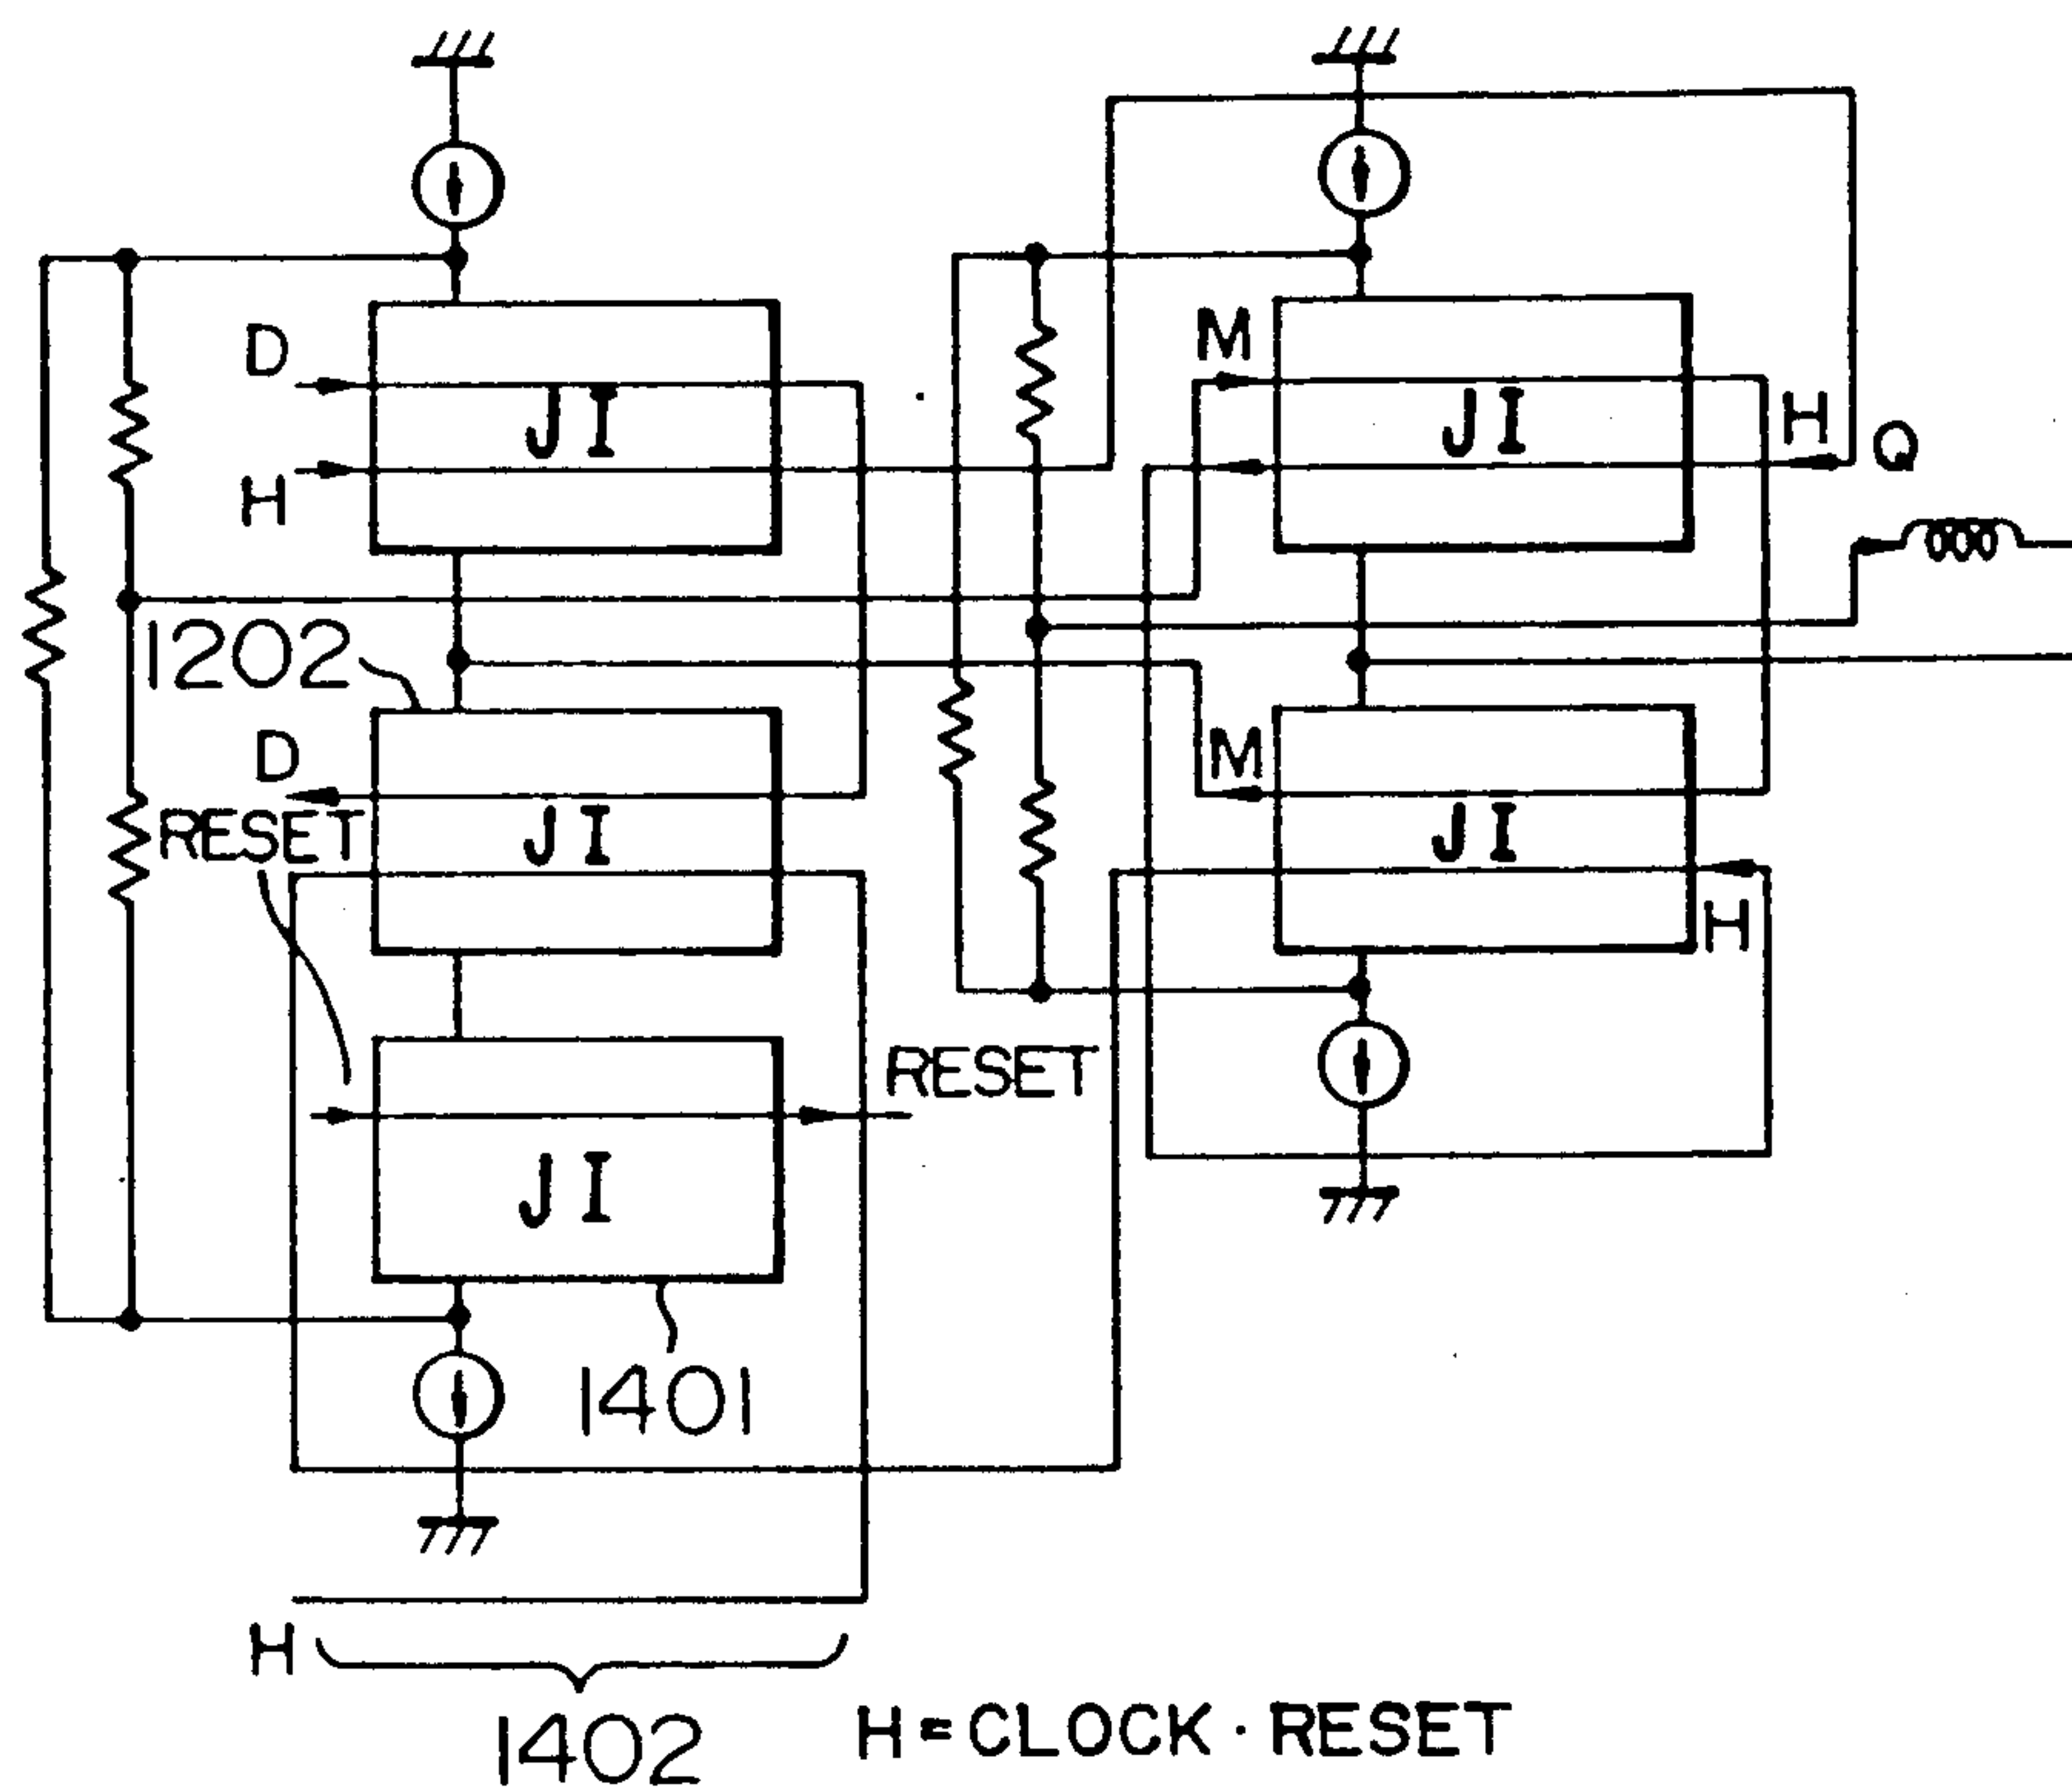 D
JI
H
M
JI
H
Q
1202
D
JI
RESET
M
JI
H
RESET
JI
1401
H
1402
H=CLOCK·RESET